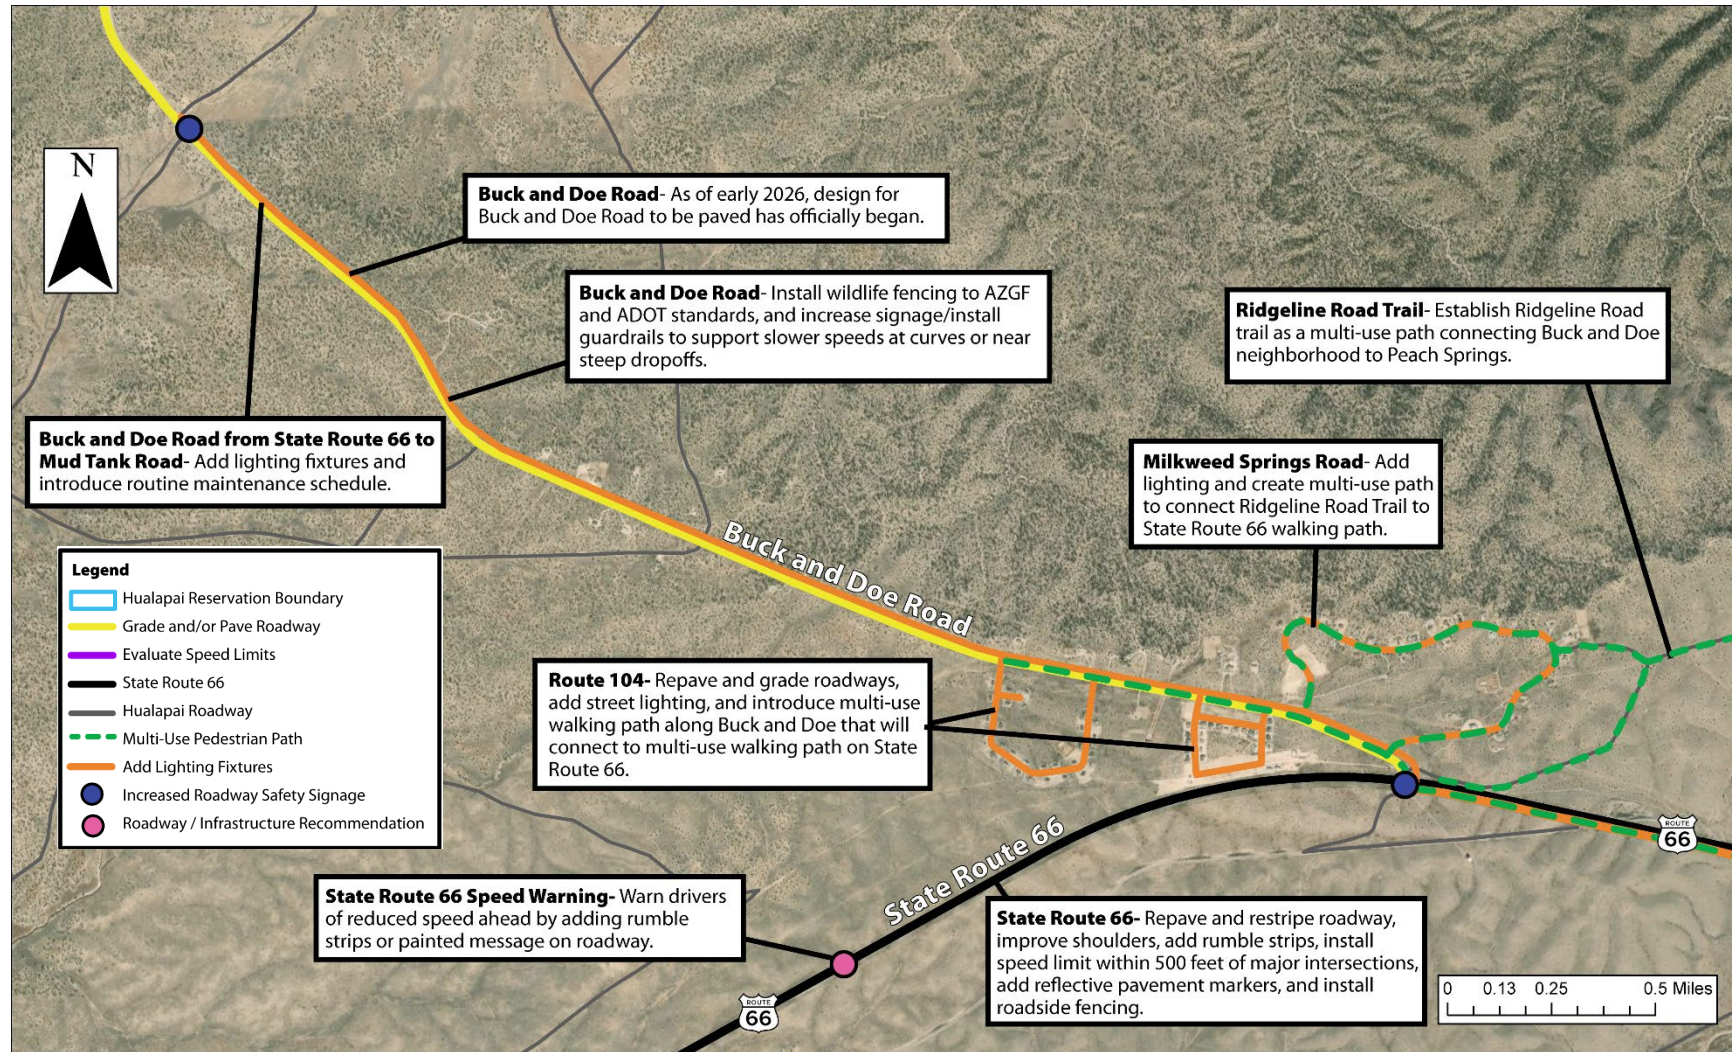 N
Buck and Doe Road- As of early 2026, design for
Buck and Doe Road to be paved has officially began.
Buck and Doe Road- Install wildlife fencing to AZGF
and ADOT standards, and increase signage/install
guardrails to support slower speeds at curves or near
steep dropoffs.
Ridgeline Road Trail- Establish Ridgeline Road
trail as a multi-use path connecting Buck and Doe
neighborhood to Peach Springs.
Buck and Doe Road from State Route 66 to
Mud Tank Road- Add lighting fixtures and
introduce routine maintenance schedule.
Milkweed Springs Road- Add
lighting and create multi-use path
to connect Ridgeline Road Trail to
State Route 66 walking path.
Buck and Doe Road
Legend
Hualapai Reservation Boundary
Grade and/or Pave Roadway
Evaluate Speed Limits
State Route 66
Hualapai Roadway
Multi-Use Pedestrian Path
Add Lighting Fixtures
Increased Roadway Safety Signage
Roadway / Infrastructure Recommendation
Route 104- Repave and grade roadways,
add street lighting, and introduce multi-use
walking path along Buck and Doe that will
connect to multi-use walking path on State
Route 66.
State Route 66
ROUTE
66
State Route 66 Speed Warning- Warn drivers
of reduced speed ahead by adding rumble
strips or painted message on roadway.
State Route 66- Repave and restripe roadway,
improve shoulders, add rumble strips, install
speed limit within 500 feet of major intersections,
add reflective pavement markers, and install
roadside fencing.
ROUTE
66
0 0.13 0.25 0.5 Miles